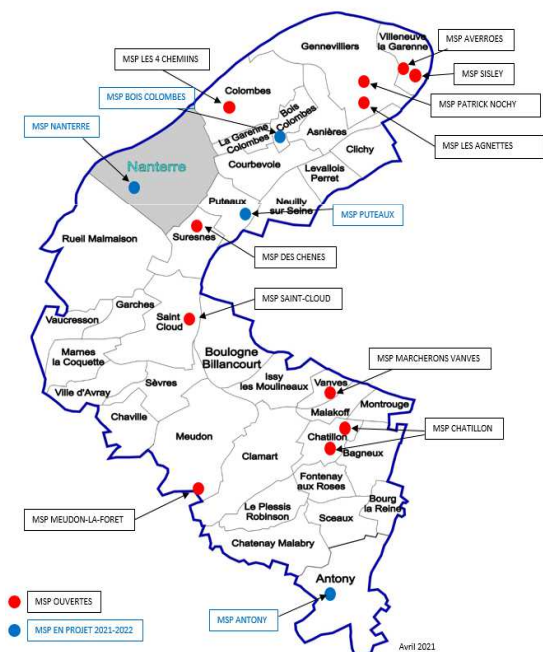 Villeneuve
la Garenne
MSP AVERROES
Gennevilliers
MSP LES 4 CHEMIINS
MSP SISLEY
Colombes
MSP BOIS COLOMBES
MSP PATRICK NOCHY
Bois
Colombes
La Garenne
Colombes
Asnières
MSP NANTERRE
MSP LES AGNETTES
Clichy
Courbevoie
Nanterre
Levallois
Perret
Puteaux
Neuilly
sur Seine
MSP PUTEAUX
Suresnes
Rueil Malmaison
MSP DES CHENES
Garches
MSP SAINT-CLOUD
Saint
Cloud
Vaucresson
Boulogne
Billancourt
Marnes
la Coquette
MSP MARCHERONS VANVES
Issy
les Moulineaux
Vanves
Sèvres
Ville d'Avray
Malakoff
Montrouge
Chaville
MSP CHATILLON
Meudon
Chatillon
Bagneux
Clamart
Fontenay
aux Roses
Bourg
la Reine
MSP MEUDON-LA-FORET
Le Plessis
Robinson
Sceaux
Chatenay Malabry
Antony
MSP OUVERTES
MSP ANTONY
MSP EN PROJET 2021-2022
Avril 2021